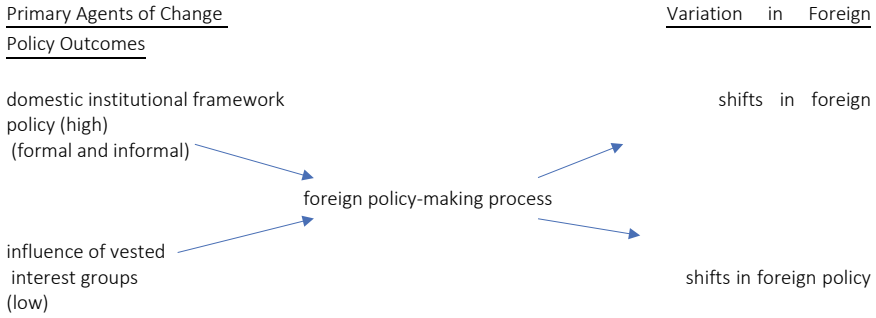 Primary Agents of Change Variation in Foreign
Policy Outcomes
domestic institutional framework shifts in foreign
policy (high)
(formal and informal)
foreign policy-making process
influence of vested
interest groups shifts in foreign policy
(low)